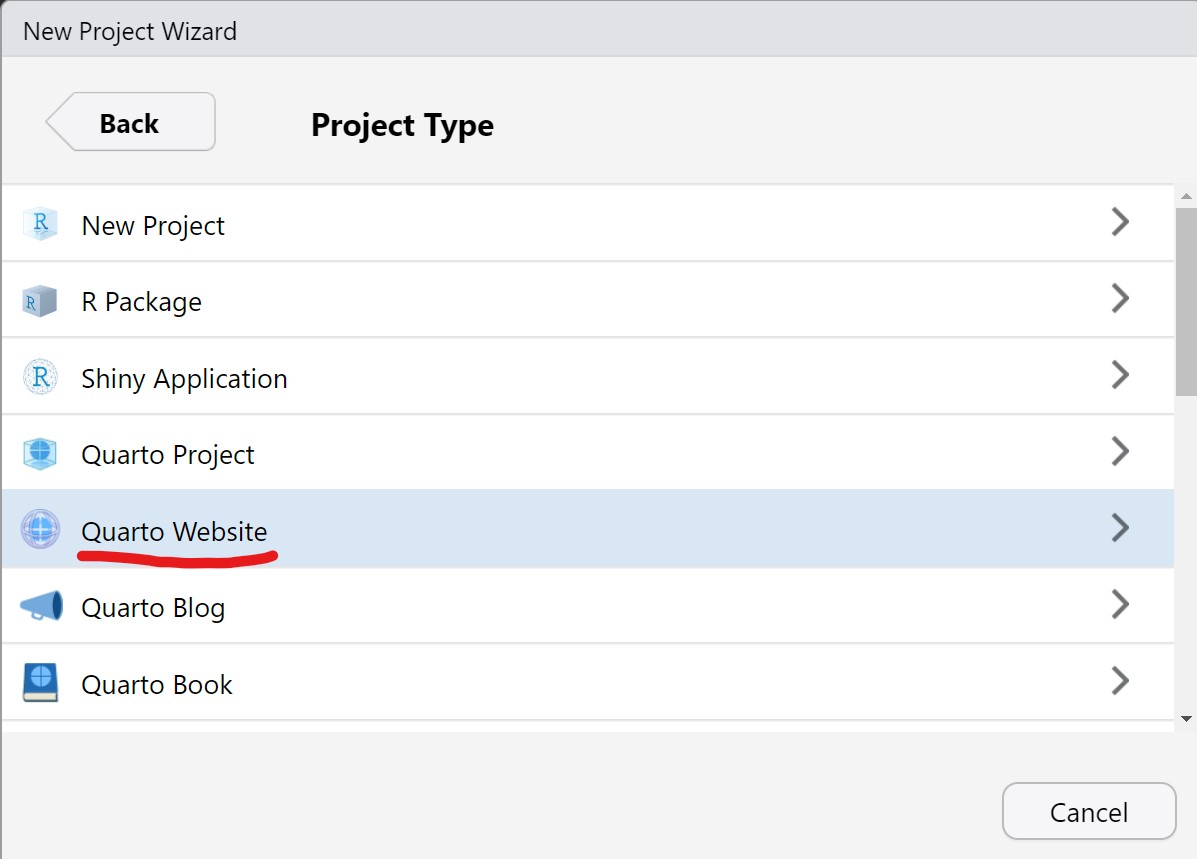 New Project Wizard
Back
Project Type
R New Project
R R Package
R Shiny Application
Quarto Project
Quarto Website
Quarto Blog
Quarto Book
Cancel